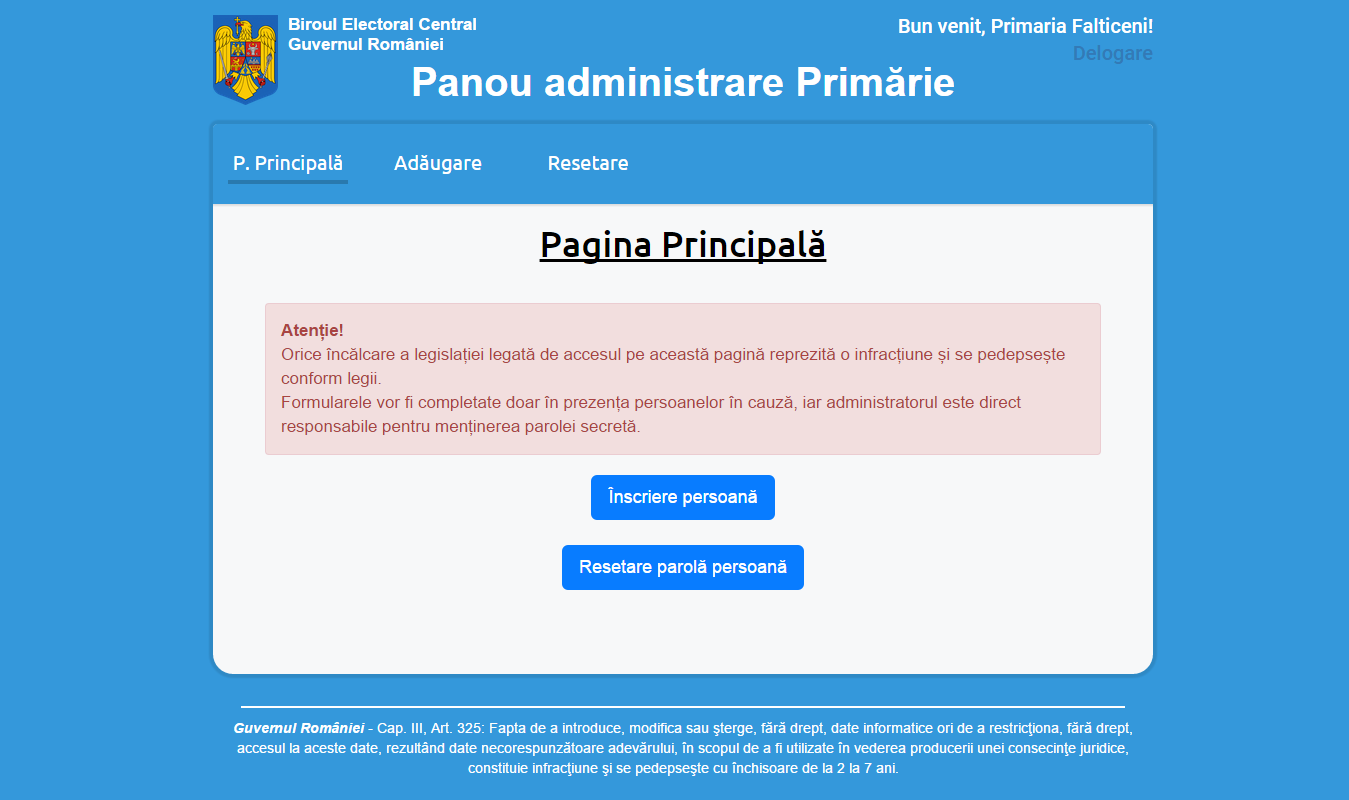 Biroul Electoral Central
Guvernul României
Bun venit, Primaria Falticeni!
Delogare
Panou administrare Primărie
P. Principală
Adăugare
Resetare
Pagina Principală
Atenție!
Orice încălcare a legislației legată de accesul pe această pagină reprezită o infracțiune și se pedepsește
conform legii.
Formularele vor fi completate doar în prezența persoanelor în cauză, iar administratorul este direct
responsabile pentru menținerea parolei secretă.
Înscriere persoană
Resetare parolă persoană
Guvernul României - Cap. III, Art. 325: Fapta de a introduce, modifica sau şterge, fără drept, date informatice ori de a restricţiona, fără drept,
accesul la aceste date, rezultând date necorespunzătoare adevărului, în scopul de a fi utilizate în vederea producerii unei consecinţe juridice,
constituie infracţiune şi se pedepseşte cu închisoare de la 2 la 7 ani.